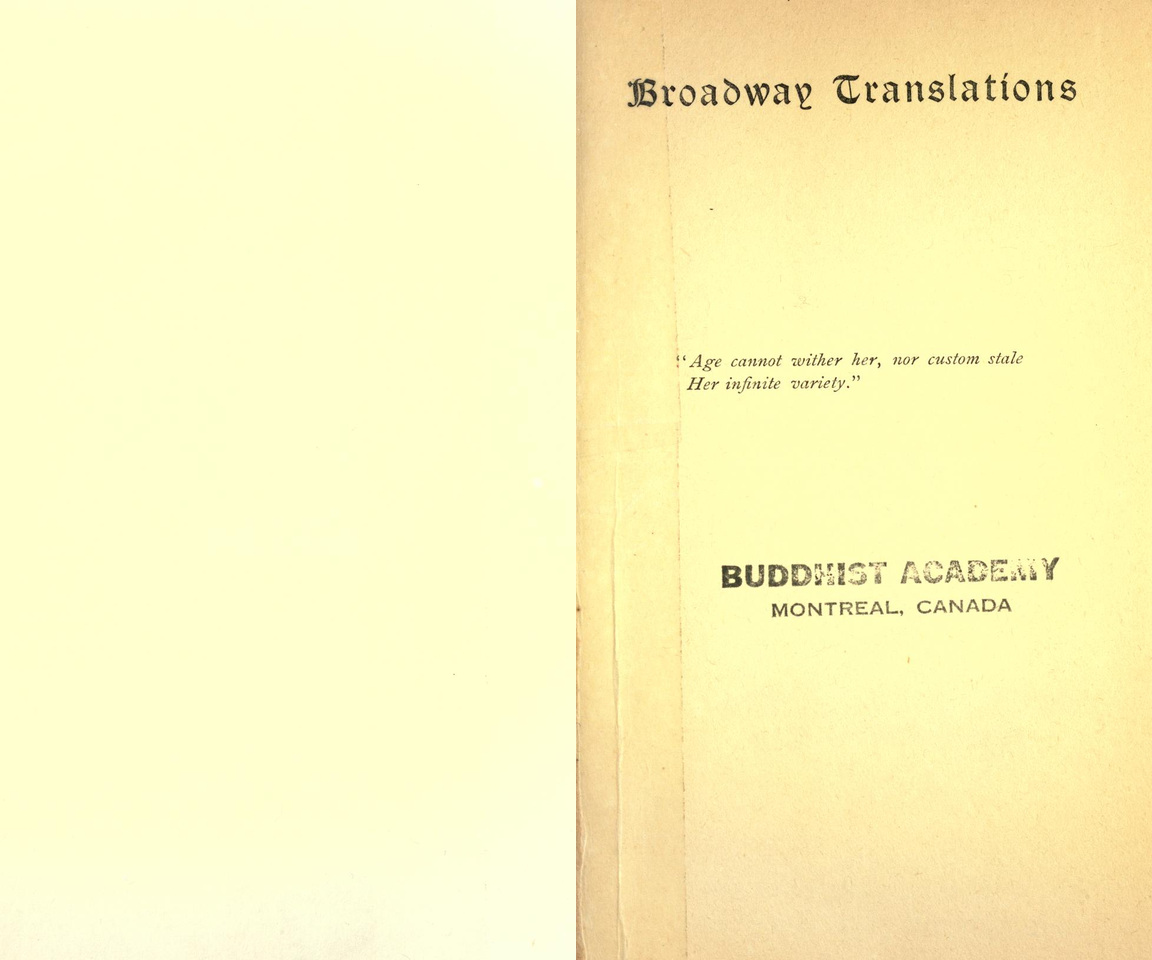 Broadway Translations
“Age cannot wither her, nor custom stale
Her infinite variety.”
BUDDHIST ACADEMY
MONTREAL, CANADA